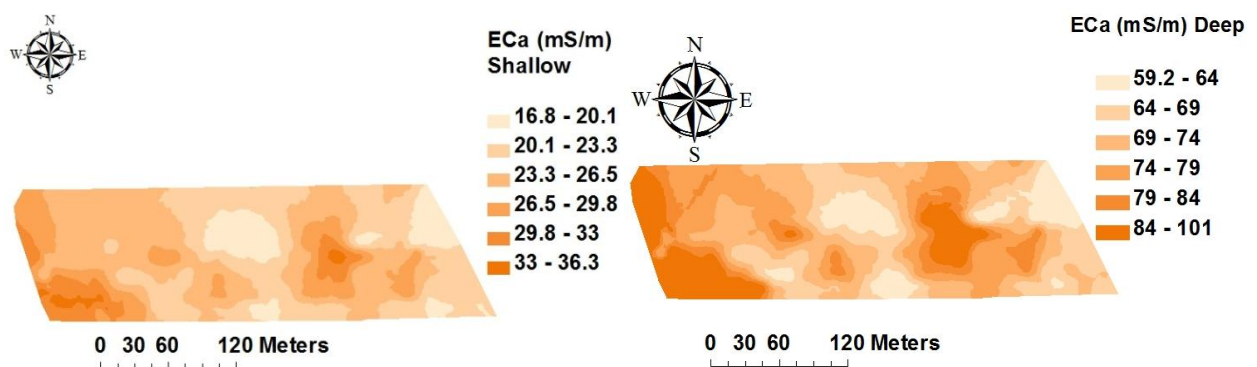 N
W E
S
ECa (mS/m)
Shallow
16.8 - 20.1
20.1 - 23.3
23.3 - 26.5
26.5 - 29.8
29.8 - 33
33 - 36.3
0 30 60 120 Meters
N
W E
S
ECa (mS/m) Deep
59.2 - 64
64 - 69
69 - 74
74 - 79
79 - 84
84 - 101
0 30 60 120 Meters